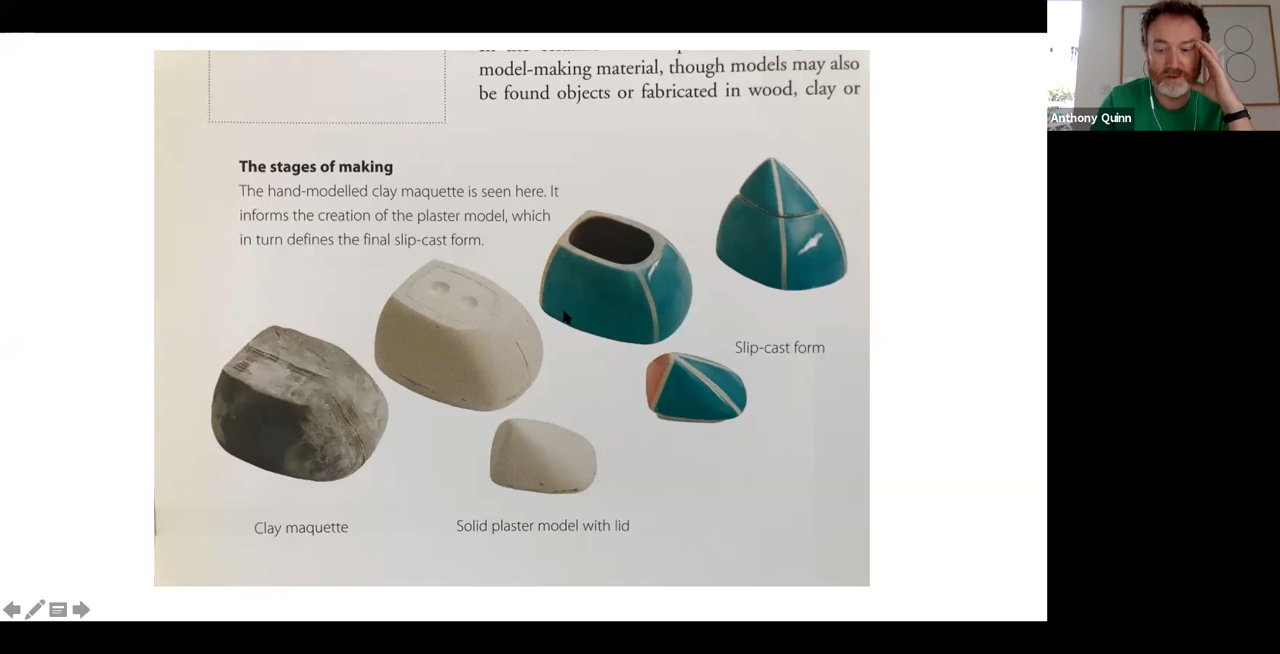 model-making material, though models may also
be found objects or fabricated in wood, clay or
The stages of making
The hand-modelled clay maquette is seen here. It
informs the creation of the plaster model, which
in turn defines the final slip-cast form.
Slip-cast form
Clay maquette
Solid plaster model with lid
Anthony Quinn